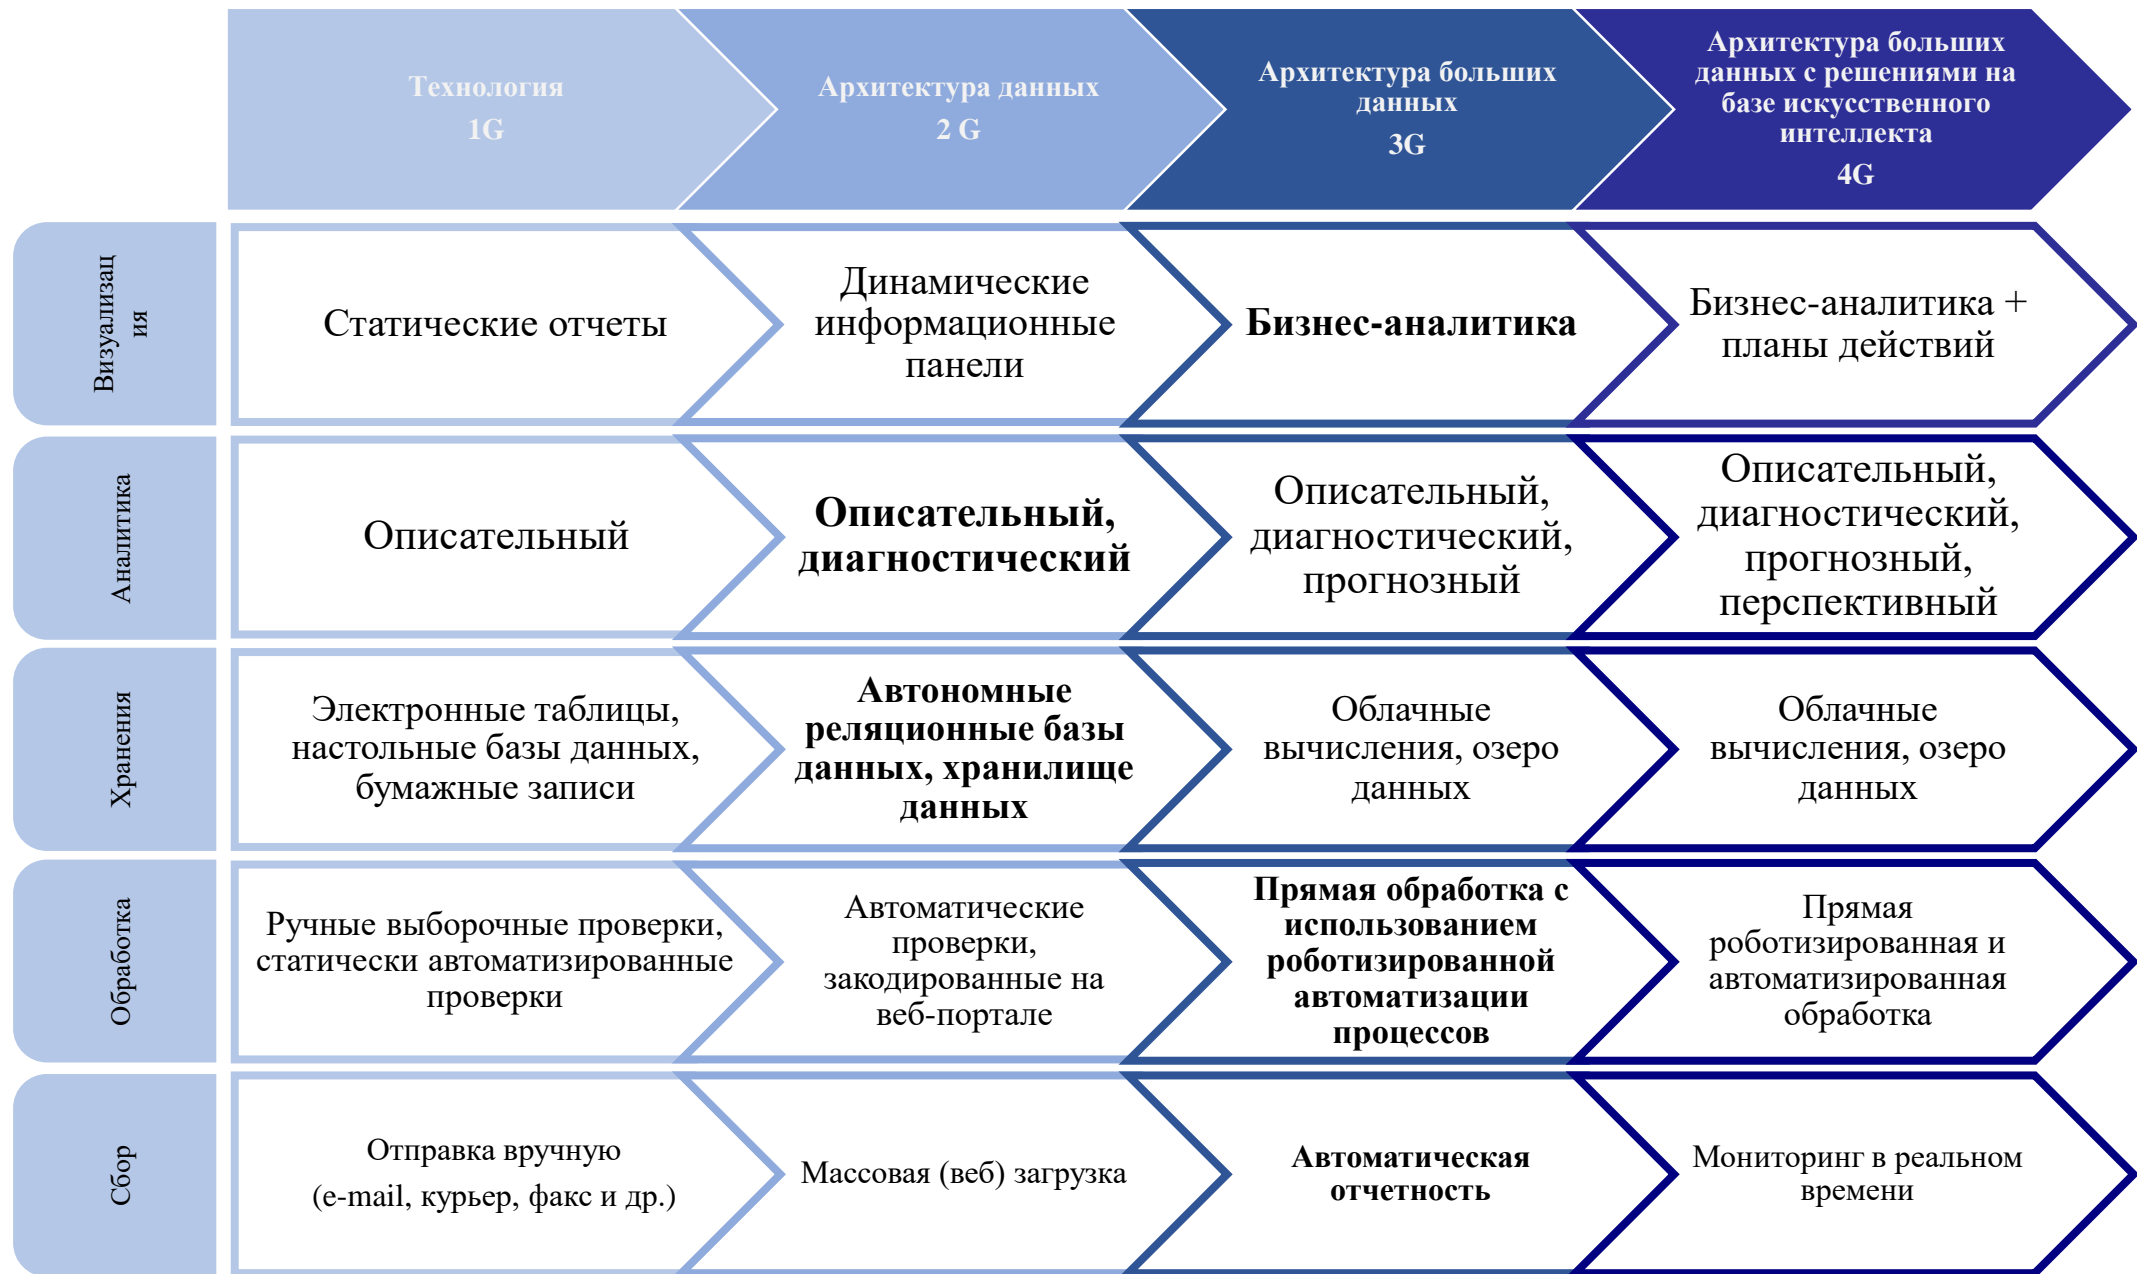 Технология
1G
Архитектура данных
2 G
Архитектура больших
данных
3G
Архитектура больших
данных с решениями на
базе искусственного
интеллекта
4G
Визуализац
ия
Статические отчеты
Динамические
информационные
панели
Бизнес-аналитика
Бизнес-аналитика +
планы действий
Аналитика
Описательный
Описательный,
диагностический
Описательный,
диагностический,
прогнозный
Описательный,
диагностический,
прогнозный,
перспективный
Хранения
Электронные таблицы,
настольные базы данных,
бумажные записи
Автономные
реляционные базы
данных, хранилище
данных
Облачные
вычисления, озеро
данных
Облачные
вычисления, озеро
данных
Обработка
Ручные выборочные проверки,
статически автоматизированные
проверки
Автоматические
проверки,
закодированные на
веб-портале
Прямая обработка с
использованием
роботизированной
автоматизации
процессов
Прямая
роботизированная и
автоматизированная
обработка
Сбор
Отправка вручную
(e-mail, курьер, факс и др.)
Массовая (веб) загрузка
Автоматическая
отчетность
Мониторинг в реальном
времени